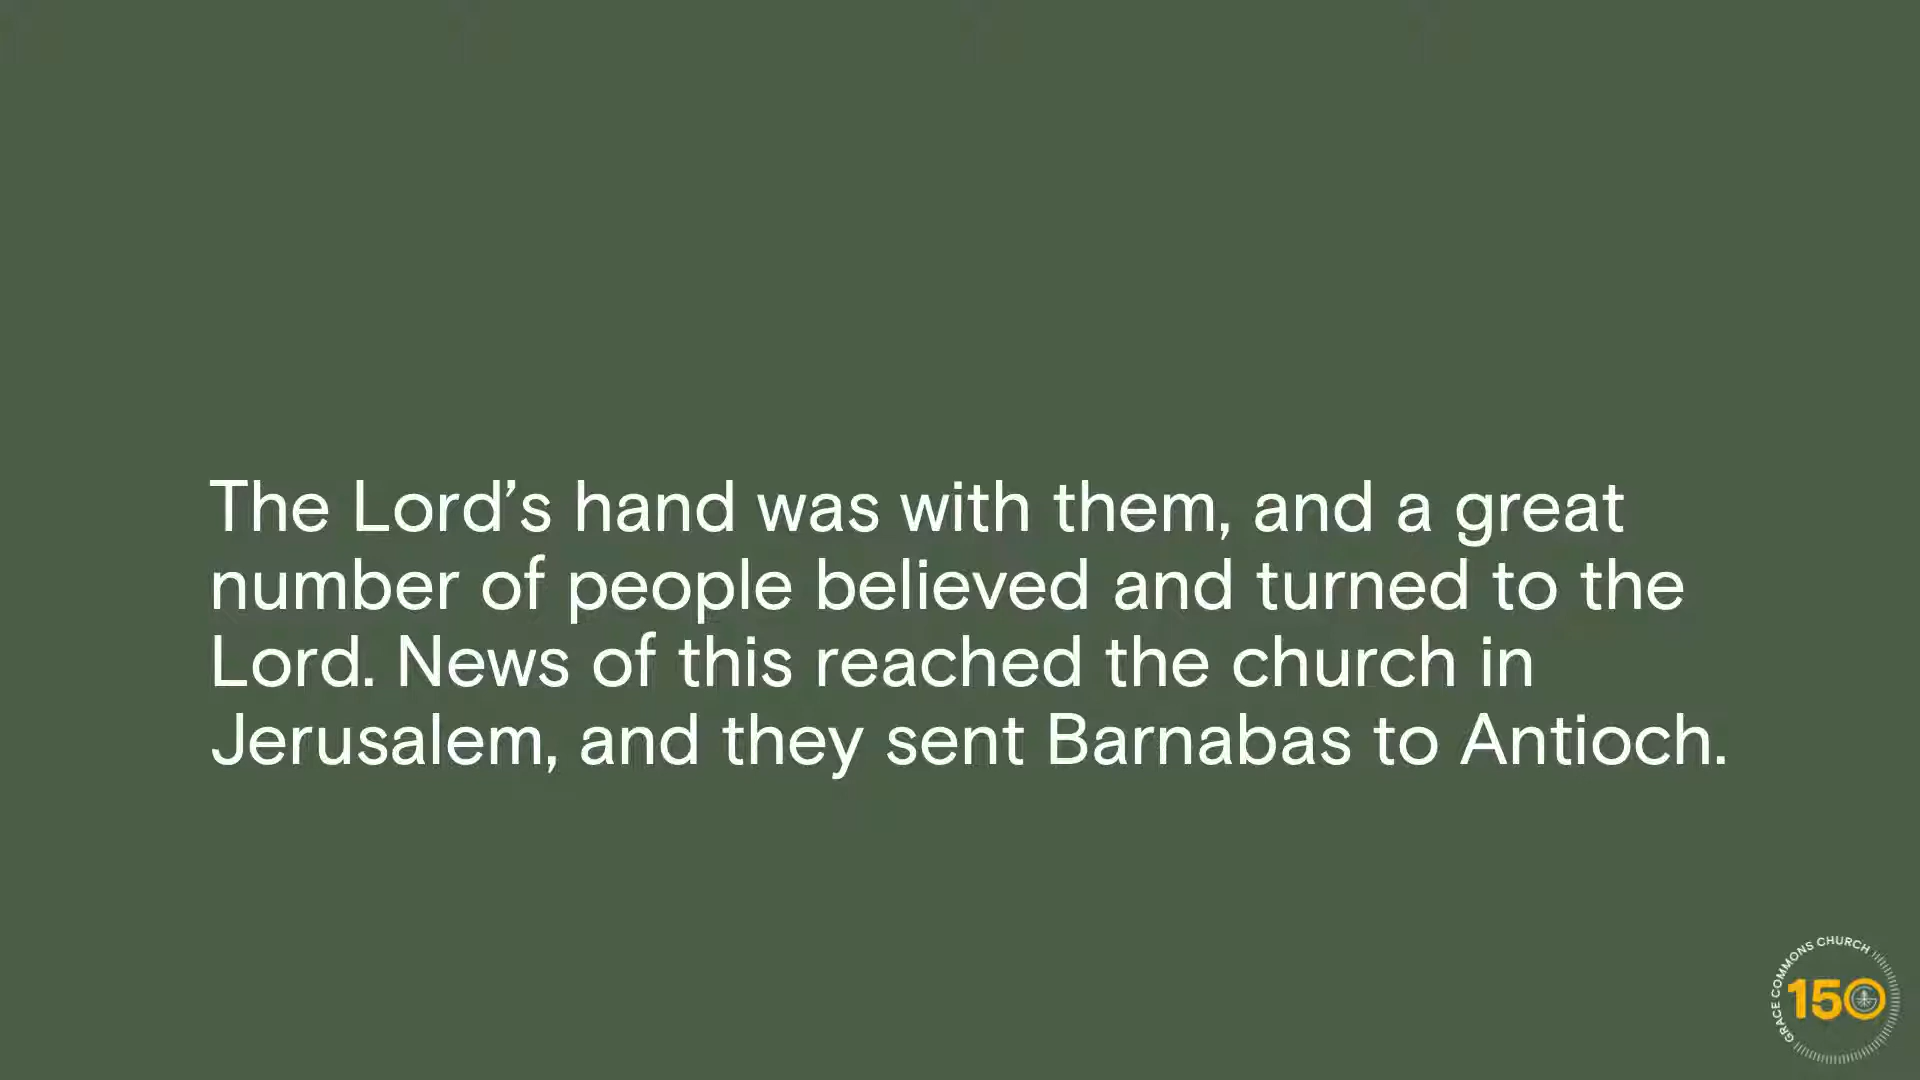 The Lord’s hand was with them, and a great
number of people believed and turned to the
Lord. News of this reached the church in
Jerusalem, and they sent Barnabas to Antioch.
GRACE COMMONS CHURCH
150